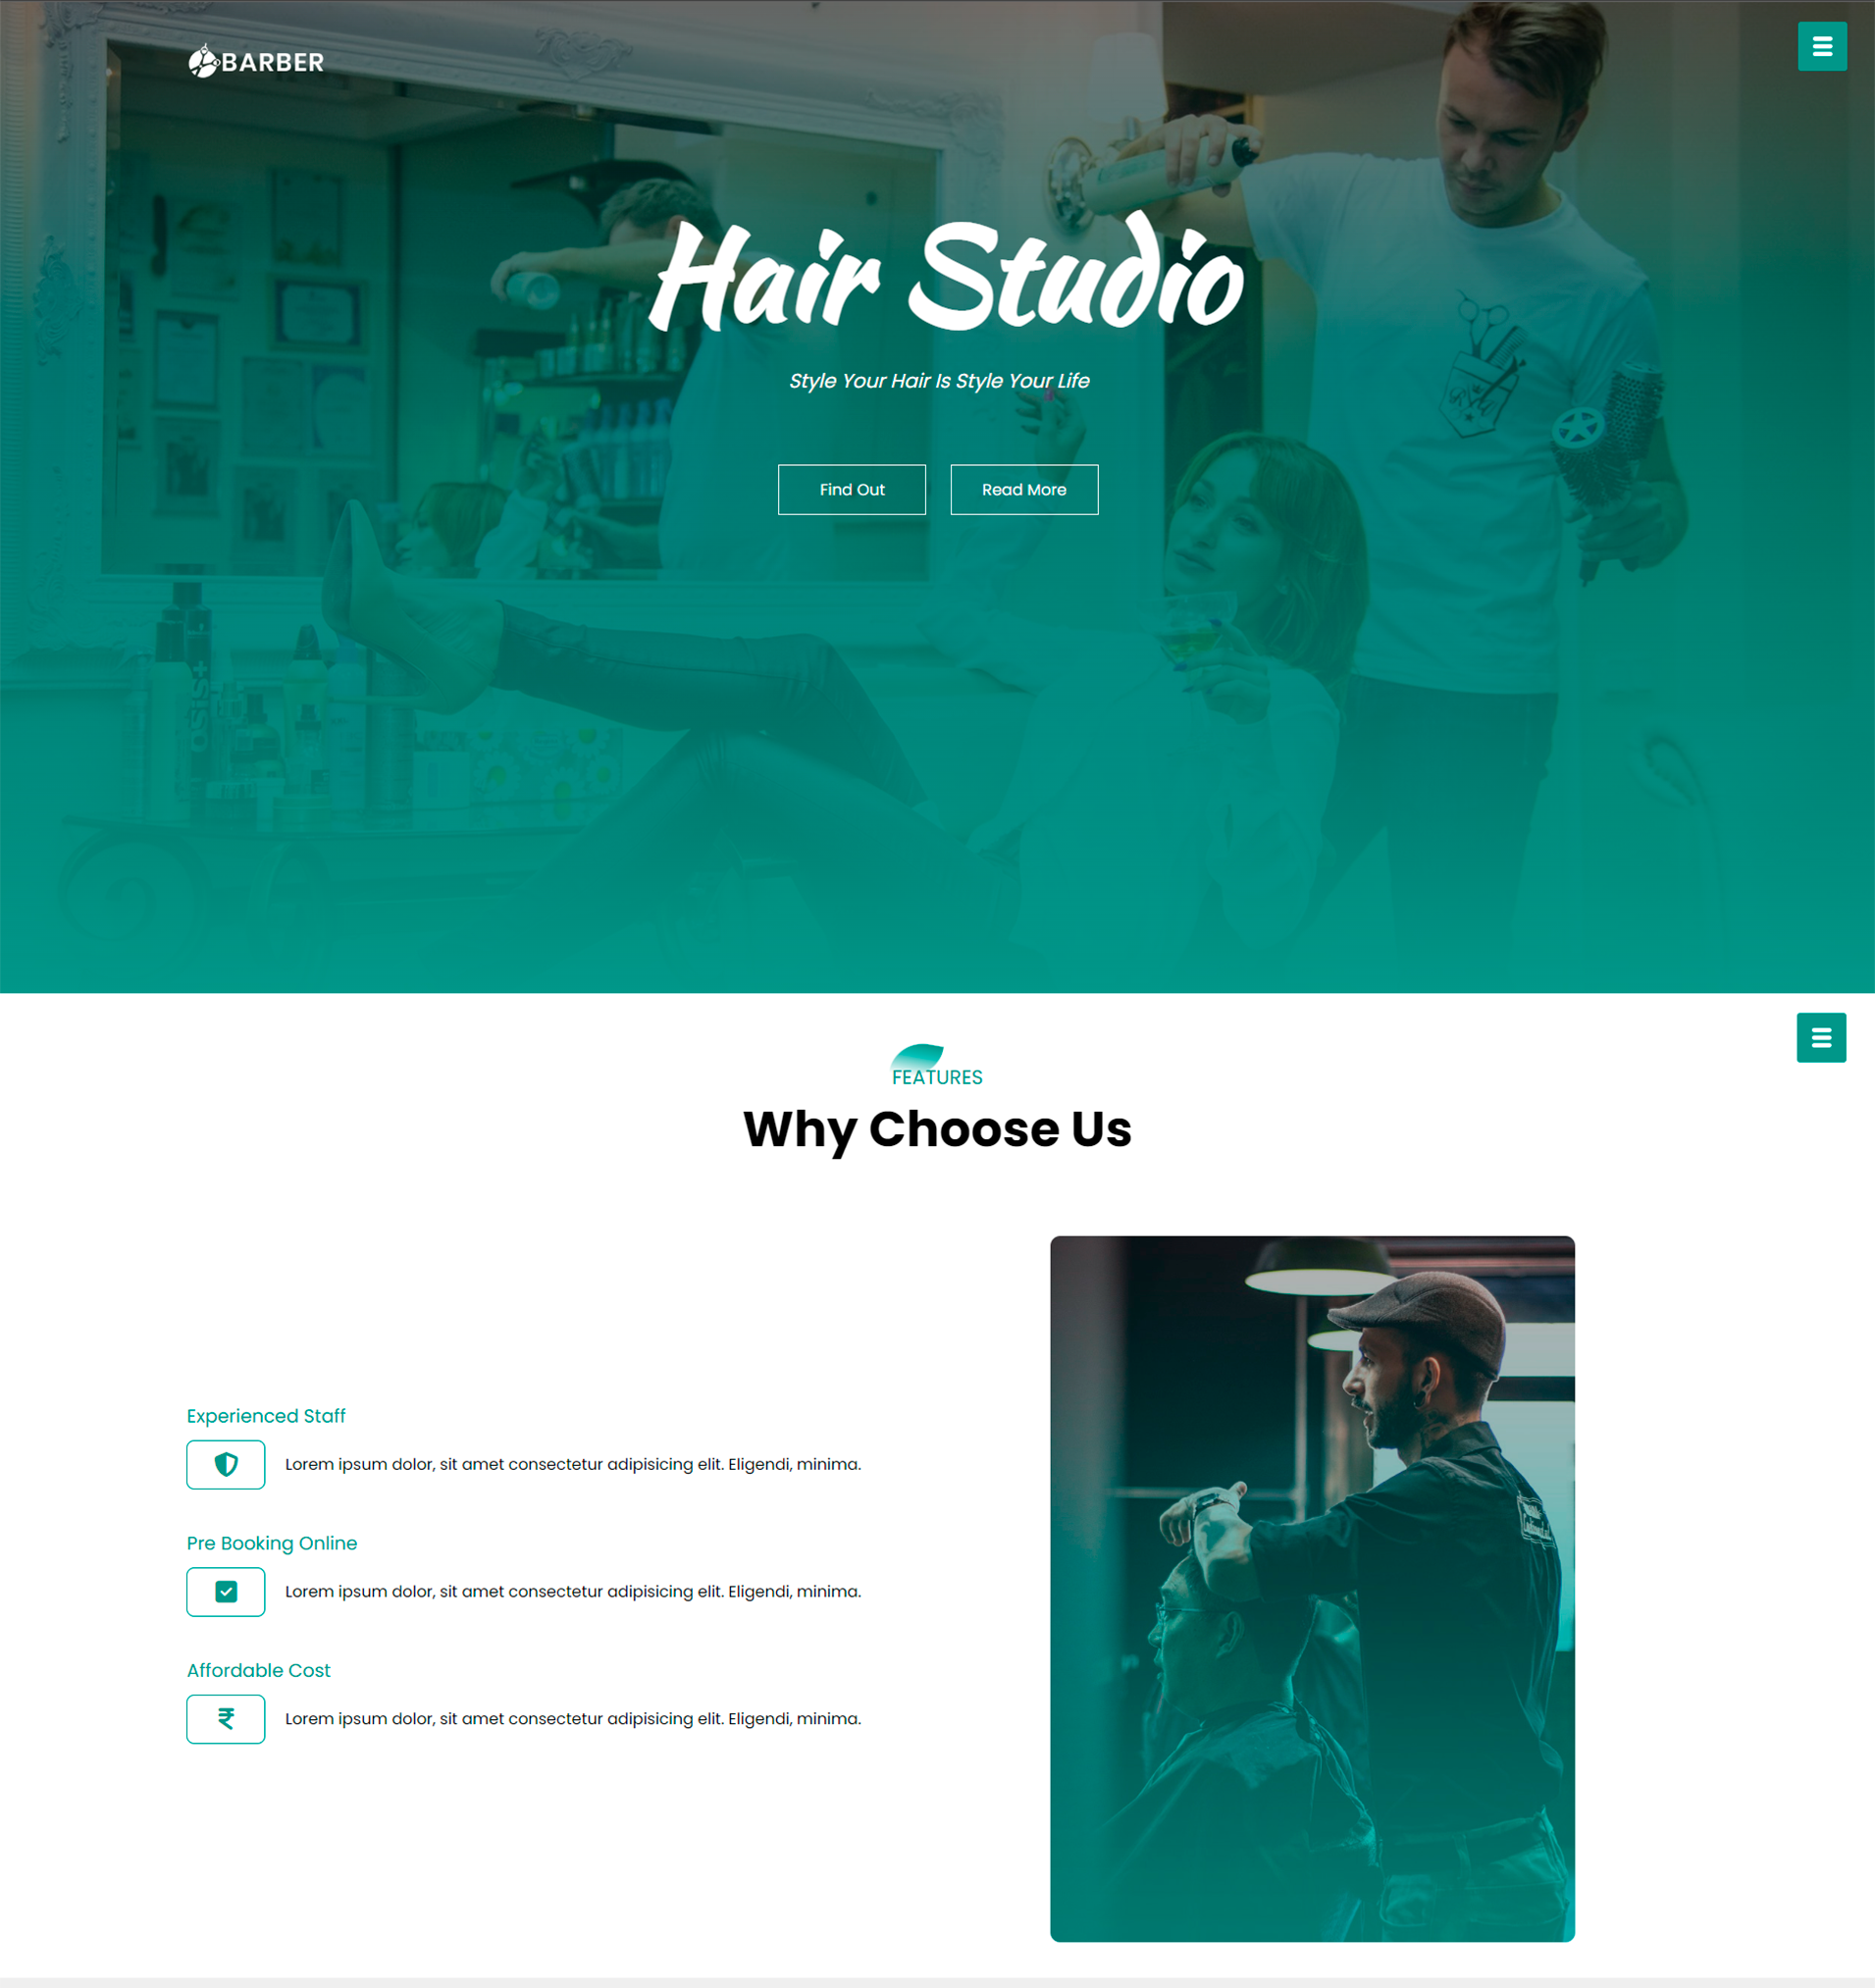 BARBER
Hair Studio
Style Your Hair Is Style Your Life
Find Out
Read More
OSiS+
FEATURES
Why Choose Us
Experienced Staff
Lorem ipsum dolor, sit amet consectetur adipisicing elit. Eligendi, minima.
Pre Booking Online
Lorem ipsum dolor, sit amet consectetur adipisicing elit. Eligendi, minima.
Affordable Cost
₹
Lorem ipsum dolor, sit amet consectetur adipisicing elit. Eligendi, minima.